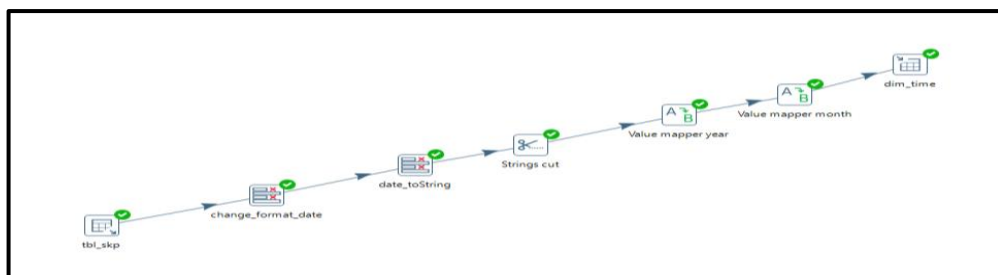 tbl_skp
change_format_date
date_toString
Strings cut
A B
Value mapper year
A B
Value mapper month
dim_time